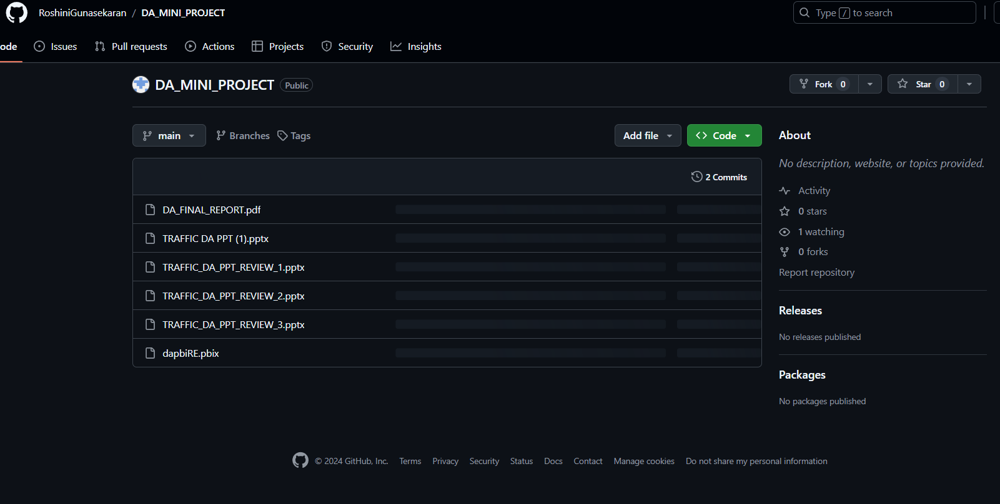 RoshiniGunasekaran / DA_MINI_PROJECT
Type / to search
ode Issues Pull requests Actions Projects Security Insights
DA_MINI_PROJECT Public
Fork 0 Star 0
main Branches Tags Add file Code
2 Commits
DA_FINAL_REPORT.pdf
TRAFFIC DA PPT (1).pptx
TRAFFIC_DA_PPT_REVIEW_1.pptx
TRAFFIC_DA_PPT_REVIEW_2.pptx
TRAFFIC_DA_PPT_REVIEW_3.pptx
dapbiRE.pbix
About
No description, website, or topics provided.
Activity
0 stars
1 watching
0 forks
Report repository
Releases
No releases published
Packages
No packages published
© 2024 GitHub, Inc. Terms Privacy Security Status Docs Contact Manage cookies Do not share my personal information